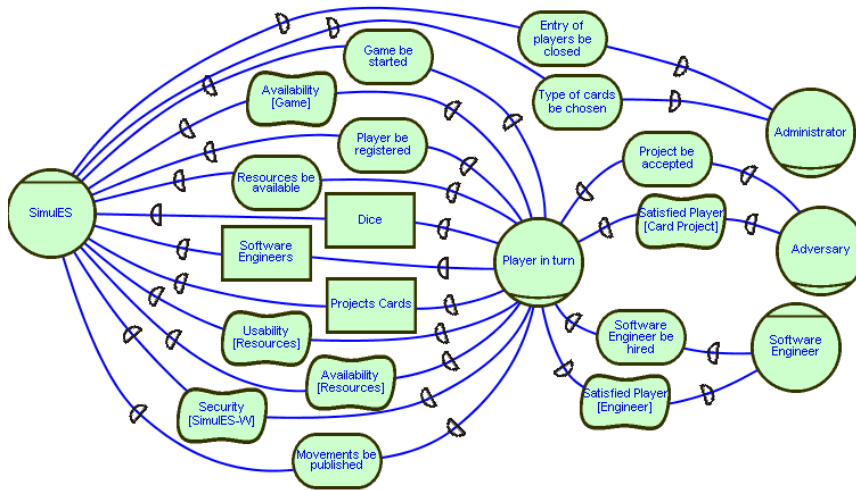 Entry of
players be
closed
Game be
started
Availability
[Game]
Type of cards
be chosen
Administrator
Player be
registered
Project be
accepted
Resources be
available
SimulES
Dice
Satisfied Player
[Card Project]
Adversary
Software
Engineers
Player in turn
Projects Cards
Usability
[Resources]
Software
Engineer be
hired
Software
Engineer
Availability
[Resources]
Satisfied Player
[Engineer]
Security
[SimulES-W]
Movements be
published